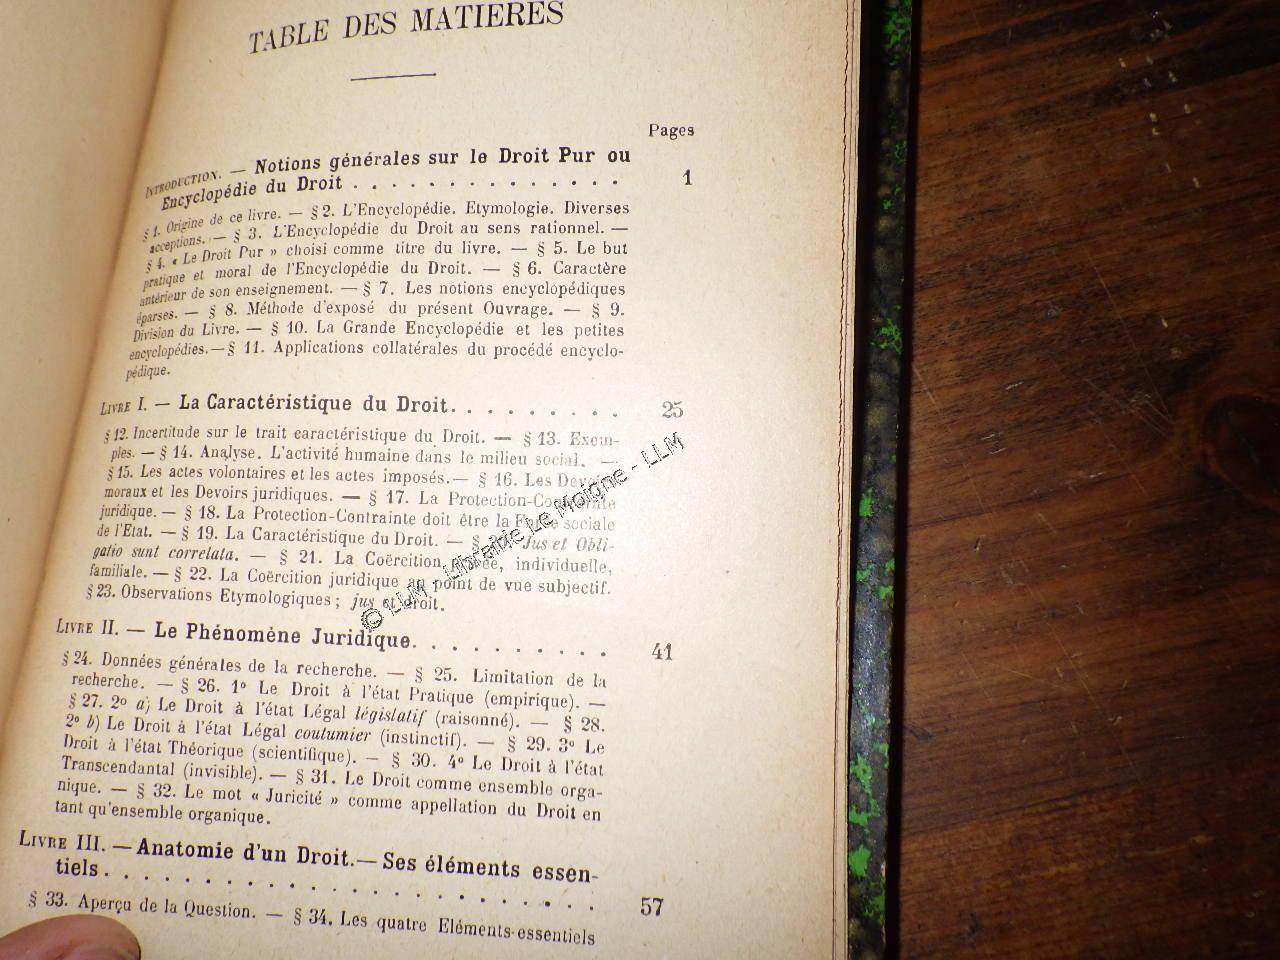 TABLE DES MATIÈRES
Pages
INTRODUCTION. — Notions générales sur le Droit Pur ou
Encyclopédie du Droit . . . . . . . . . . . . . . 1
§ 1. Origine de ce livre. — § 2. L'Encyclopédie. Etymologie. Diverses
acceptions. — § 3. L'Encyclopédie du Droit au sens rationnel. —
§ 4. « Le Droit Pur » choisi comme titre du livre. — § 5. Le but
pratique et moral de l'Encyclopédie du Droit. — § 6. Caractère
antérieur de son enseignement. — § 7. Les notions encyclopédiques
éparses. — § 8. Méthode d'exposé du présent Ouvrage. — § 9.
Division du Livre. — § 10. La Grande Encyclopédie et les petites
encyclopédies. — § 11. Applications collatérales du procédé encyclo-
pédique.
LIVRE I. — La Caractéristique du Droit. . . . . . . . . . 25
§ 12. Incertitude sur le trait caractéristique du Droit. — § 13. Exem-
ples. — § 14. Analyse. L'activité humaine dans le milieu social. —
§ 15. Les actes volontaires et les actes imposés. — § 16. Les Devoirs
moraux et les Devoirs juridiques. — § 17. La Protection-Contrainte
juridique. — § 18. La Protection-Contrainte doit être la Force sociale
de l'Etat. — § 19. La Caractéristique du Droit. — § 20. Jus et Obli-
gatio sunt correlata. — § 21. La Coërcition privée, individuelle,
familiale. — § 22. La Coërcition juridique au point de vue subjectif.
§ 23. Observations Etymologiques ; jus et droit.
LIVRE II. — Le Phénomène Juridique. . . . . . . . . . . 41
§ 24. Données générales de la recherche. — § 25. Limitation de la
recherche. — § 26. 1° Le Droit à l'état Pratique (empirique). —
§ 27. 2° a) Le Droit à l'état Légal législatif (raisonné). — § 28.
2° b) Le Droit à l'état Légal coutumier (instinctif). — § 29. 3° Le
Droit à l'état Théorique (scientifique). — § 30. 4° Le Droit à l'état
Transcendantal (invisible). — § 31. Le Droit comme ensemble orga-
nique. — § 32. Le mot « Juricité » comme appellation du Droit en
tant qu'ensemble organique.
LIVRE III. — Anatomie d'un Droit. — Ses éléments essen-
tiels . . . . . . . . . . . . . . . . . . . . . 57
§ 33. Aperçu de la Question. — § 34. Les quatre Eléments-essentiels
© LLM - Librairie Le Moigne - LLM